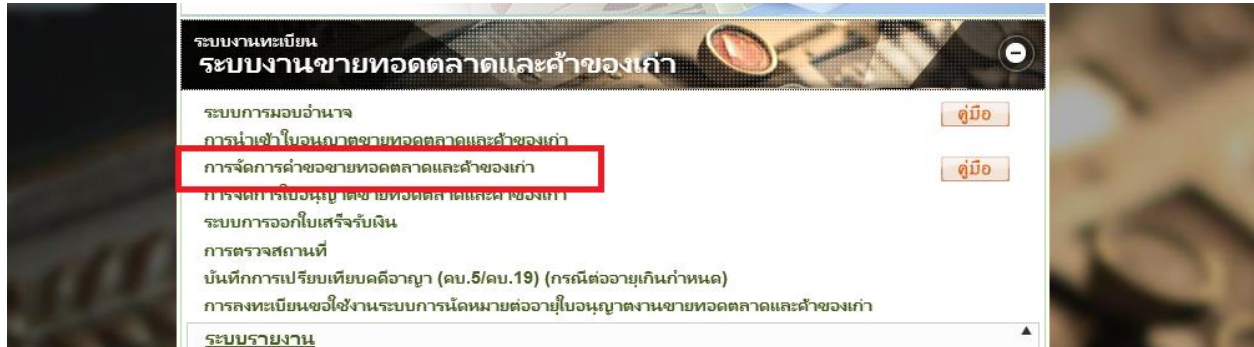 ระบบงานทะเบียน
ระบบงานขายทอดตลาดและค้าของเก่า
ระบบการมอบอำนาจ
คู่มือ
การนำเข้าใบอนุญาตขายทอดตลาดและค้าของเก่า
การจัดการคำขอขายทอดตลาดและค้าของเก่า
คู่มือ
การจัดการใบอนุญาตขายทอดตลาดและค้าของเก่า
ระบบการออกใบเสร็จรับเงิน
การตรวจสถานที่
บันทึกการเปรียบเทียบคดีอาญา (คบ.5/คบ.19) (กรณีต่ออายุเกินกำหนด)
การลงทะเบียนขอใช้งานระบบการนัดหมายต่ออายุใบอนุญาตงานขายทอดตลาดและค้าของเก่า
ระบบรายงาน